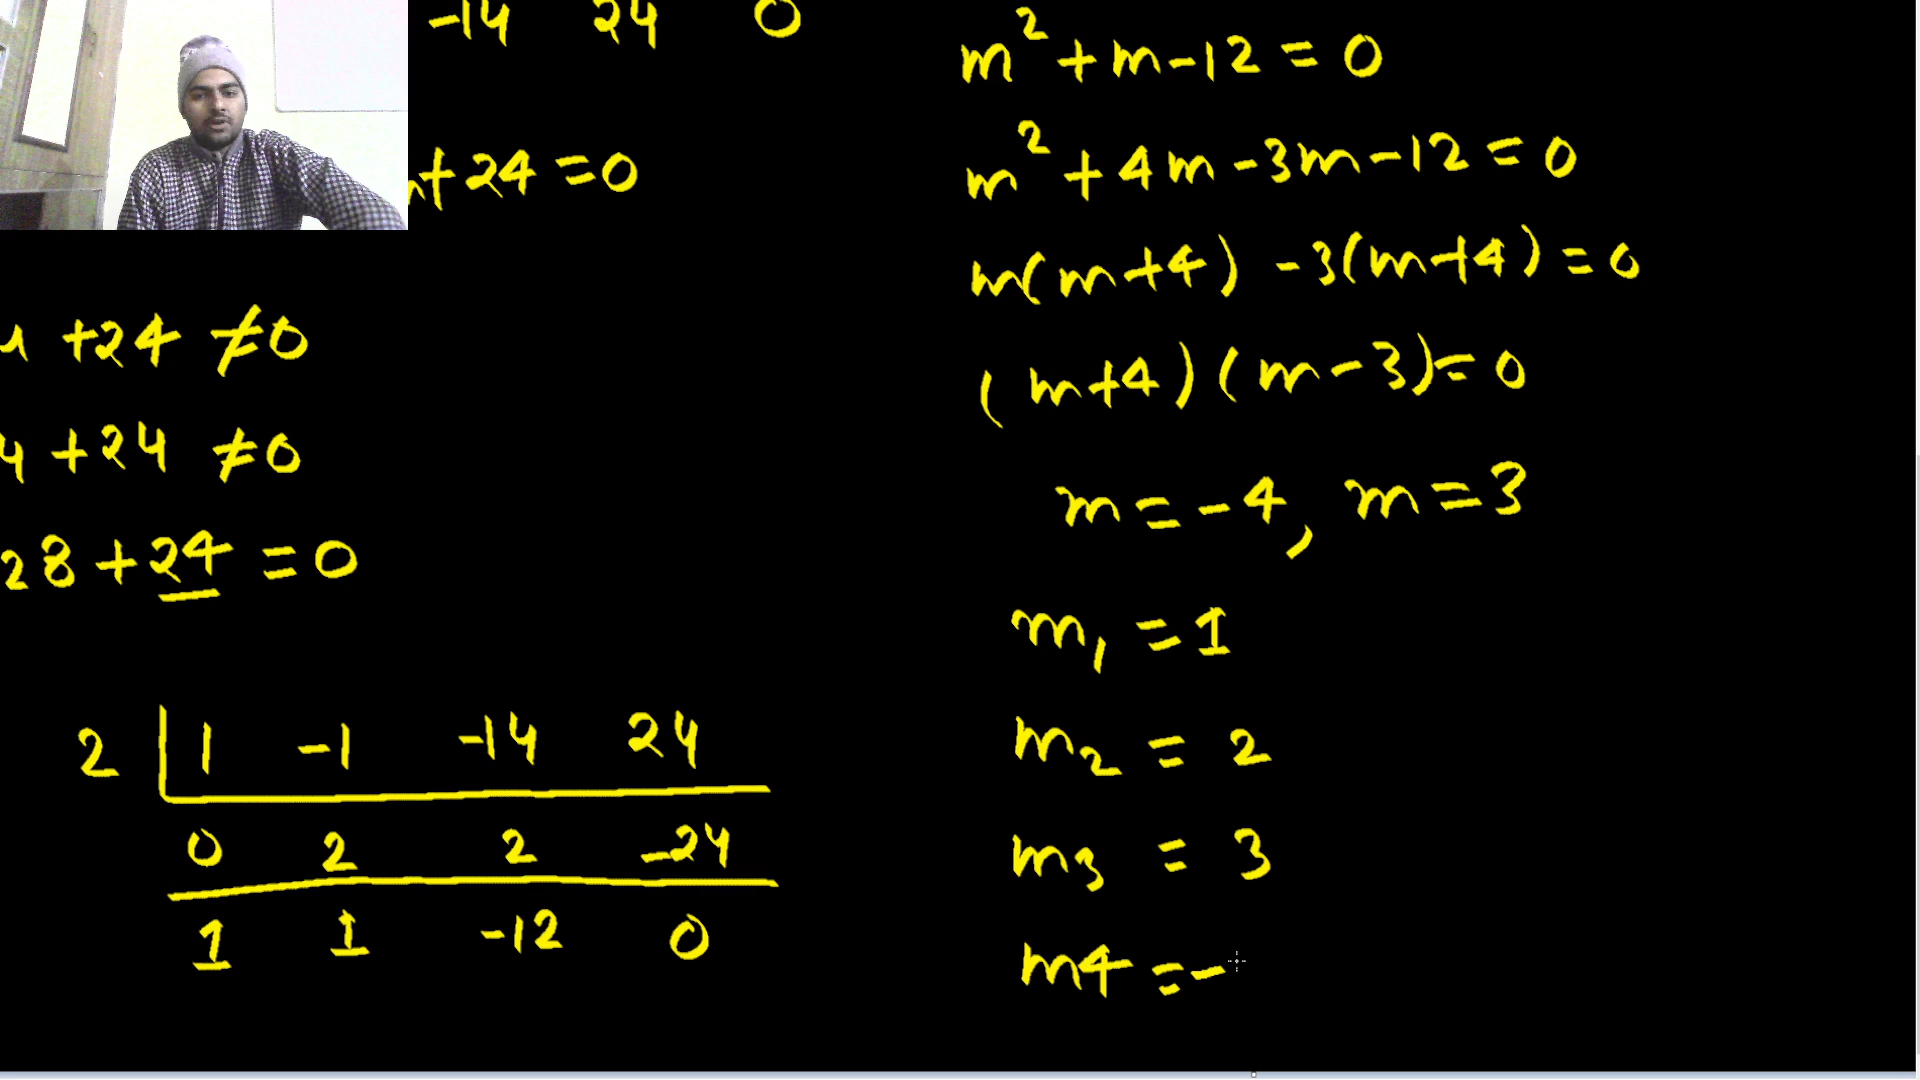 -14 24 0
+24 =0
+24 ≠0
4 +24 ≠0
28 +24 =0
2 | 1 -1 -14 24
0 2 2 -24
1 1 -12 0
m² +m-12 = 0
m² +4m-3m-12 = 0
m(m+4) -3(m+4) = 0
(m+4)(m-3)= 0
m=-4, m=3
m₁ =1
m₂ = 2
m₃ = 3
m4 =-